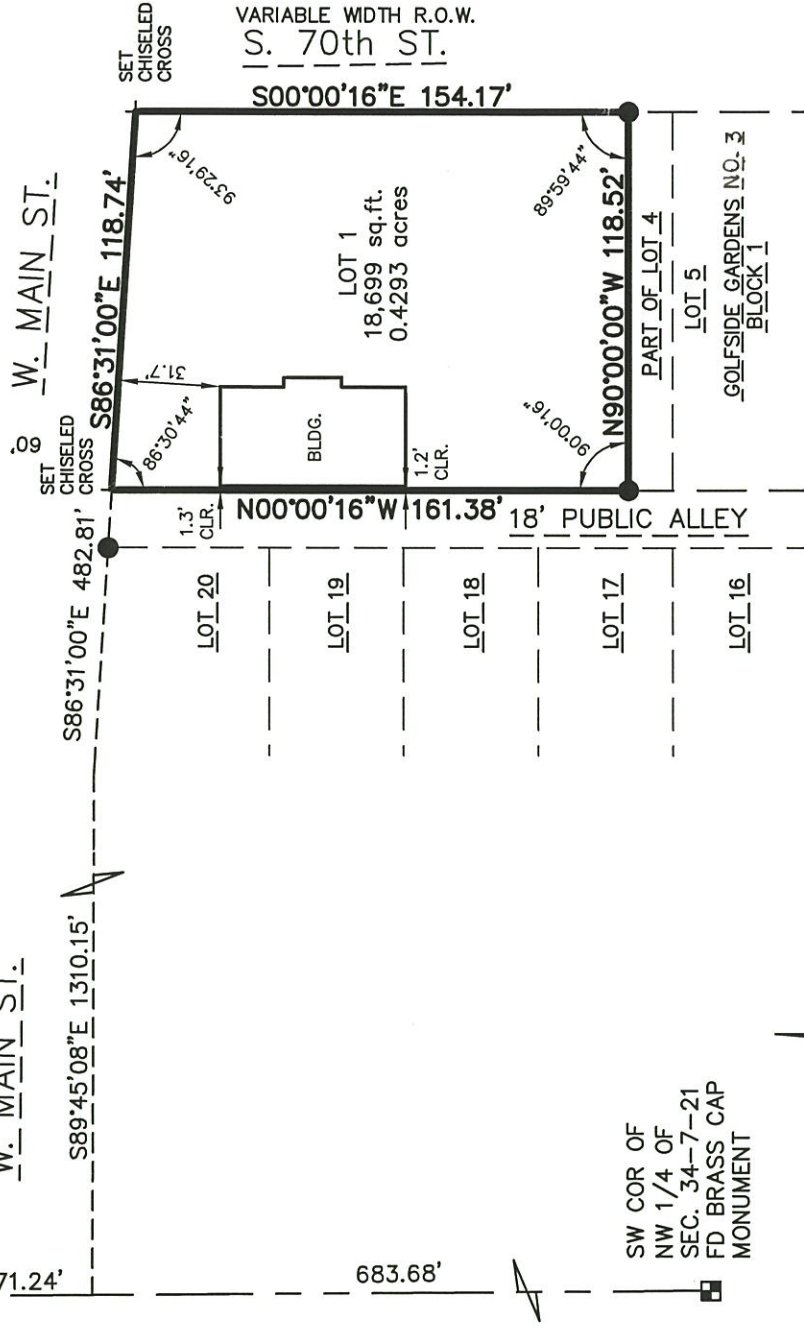 VARIABLE WIDTH R.O.W.
S. 70th ST.
SET
CHISELED
CROSS
W. MAIN ST.
60'
SET
CHISELED
CROSS
S86°31'00"E 118.74'
S00°00'16"E 154.17'
93°29'16"
86°30'44"
31.7'
LOT 1
18,699 sq.ft.
0.4293 acres
BLDG.
89°59'44"
90°00'16"
N90°00'00"W 118.52'
1.3'
CLR.
1.2'
CLR.
N00°00'16"W 161.38'
18' PUBLIC ALLEY
PART OF LOT 4
LOT 5
GOLFSIDE GARDENS NO. 3
BLOCK 1
S86°31'00"E 482.81'
LOT 20
LOT 19
LOT 18
LOT 17
LOT 16
W. MAIN ST.
S89°45'08"E 1310.15'
71.24'
683.68'
SW COR OF
NW 1/4 OF
SEC. 34-7-21
FD BRASS CAP
MONUMENT